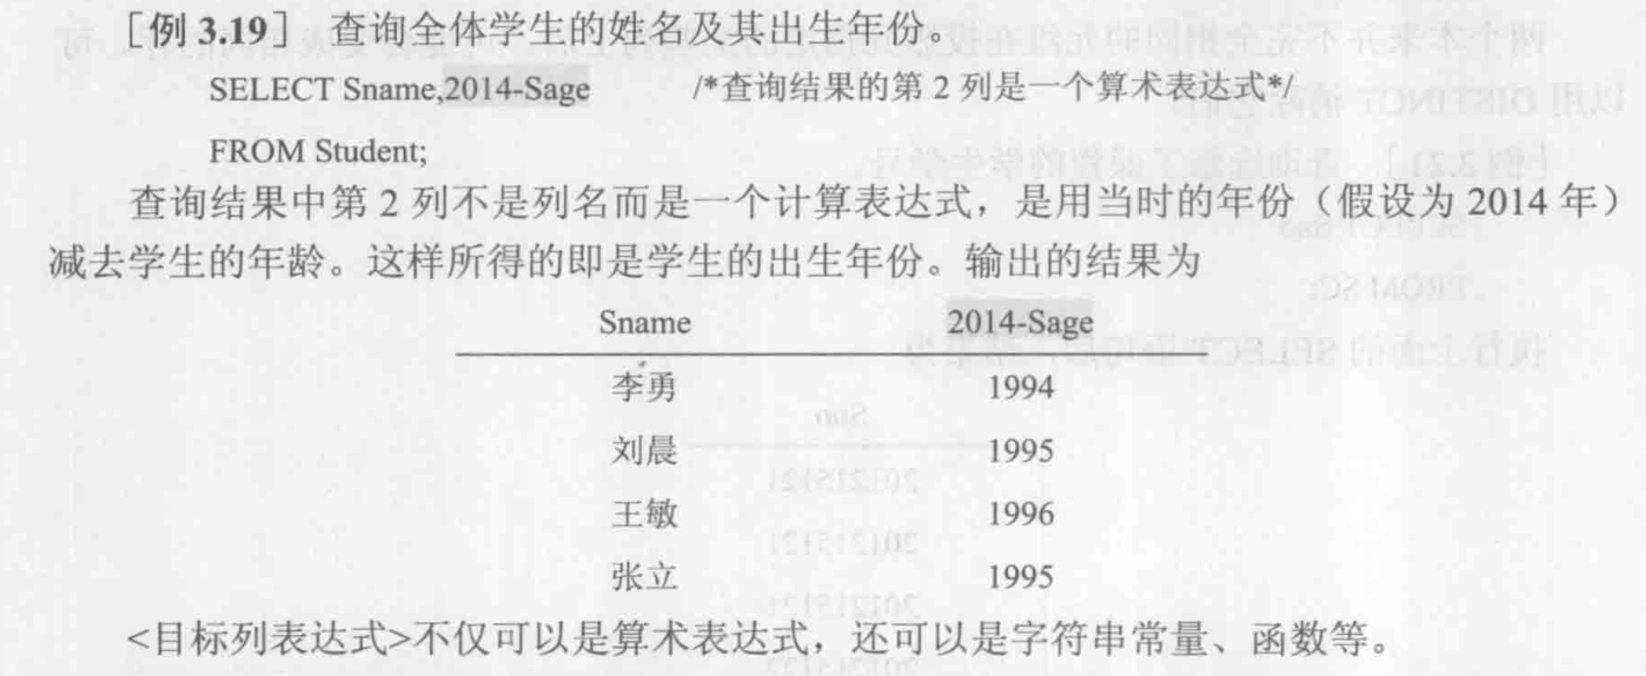 ［例 3.19］ 查询全体学生的姓名及其出生年份。
SELECT Sname,2014-Sage /*查询结果的第 2 列是一个算术表达式*/
FROM Student;
查询结果中第 2 列不是列名而是一个计算表达式，是用当时的年份（假设为 2014 年）
减去学生的年龄。这样所得的即是学生的出生年份。输出的结果为
Sname 2014-Sage
李勇 1994
刘晨 1995
王敏 1996
张立 1995
<目标列表达式>不仅可以是算术表达式，还可以是字符串常量、函数等。